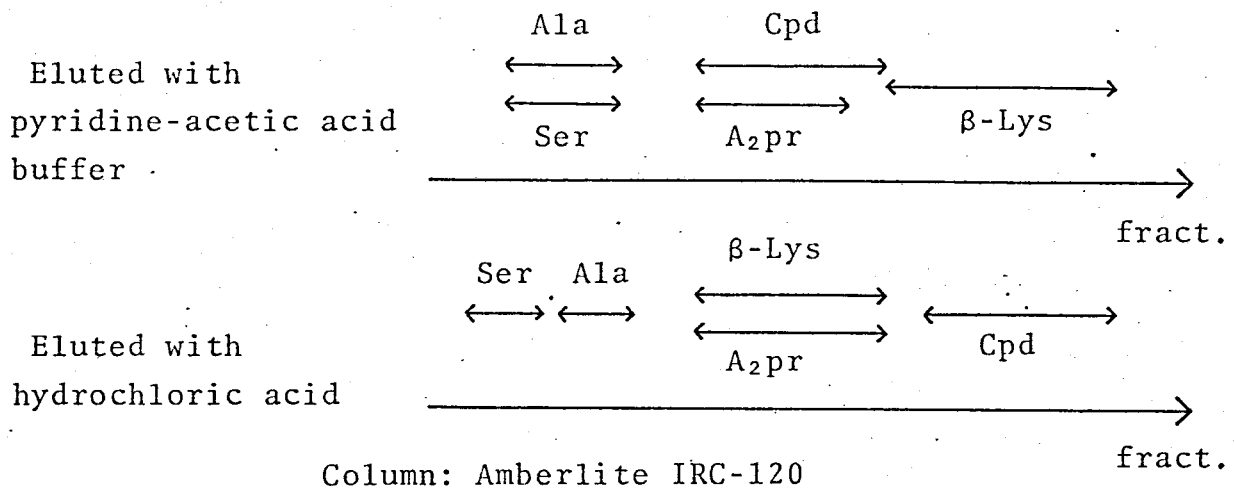 Ala Cpd
Eluted with
pyridine-acetic acid
buffer
Ser A₂pr β-Lys
fract.
β-Lys
Ser Ala
Eluted with
hydrochloric acid
A₂pr Cpd
fract.
Column: Amberlite IRC-120